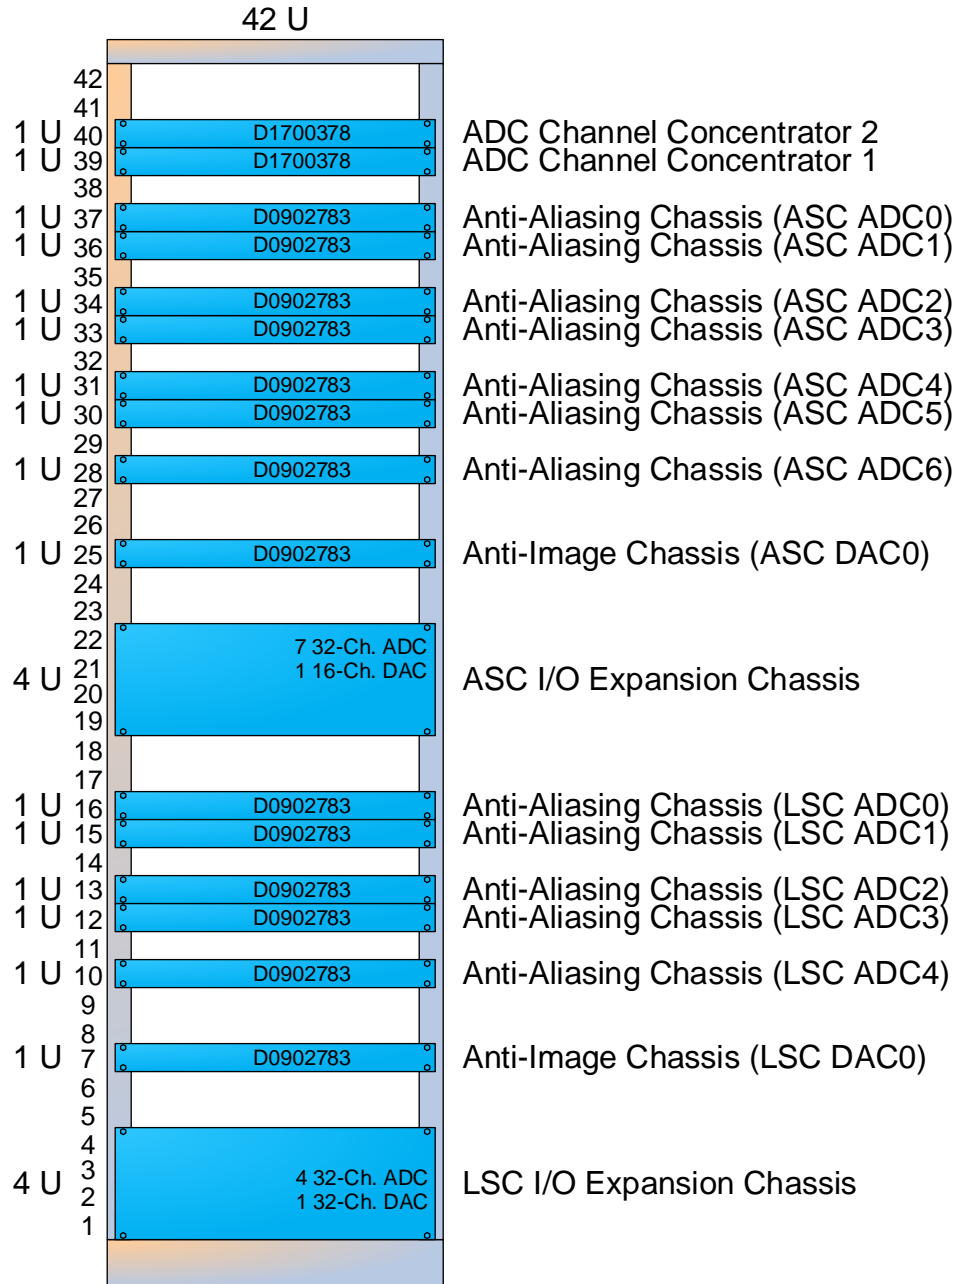 42 U
42
41
1 U 40 D1700378 ADC Channel Concentrator 2
1 U 39 D1700378 ADC Channel Concentrator 1
38
1 U 37 D0902783 Anti-Aliasing Chassis (ASC ADC0)
1 U 36 D0902783 Anti-Aliasing Chassis (ASC ADC1)
35
1 U 34 D0902783 Anti-Aliasing Chassis (ASC ADC2)
1 U 33 D0902783 Anti-Aliasing Chassis (ASC ADC3)
32
1 U 31 D0902783 Anti-Aliasing Chassis (ASC ADC4)
1 U 30 D0902783 Anti-Aliasing Chassis (ASC ADC5)
29
1 U 28 D0902783 Anti-Aliasing Chassis (ASC ADC6)
27
26
1 U 25 D0902783 Anti-Image Chassis (ASC DAC0)
24
23
22 7 32-Ch. ADC
21 1 16-Ch. DAC
4 U ASC I/O Expansion Chassis
20
19
18
17
1 U 16 D0902783 Anti-Aliasing Chassis (LSC ADC0)
1 U 15 D0902783 Anti-Aliasing Chassis (LSC ADC1)
14
1 U 13 D0902783 Anti-Aliasing Chassis (LSC ADC2)
1 U 12 D0902783 Anti-Aliasing Chassis (LSC ADC3)
11
1 U 10 D0902783 Anti-Aliasing Chassis (LSC ADC4)
9
8
1 U 7 D0902783 Anti-Image Chassis (LSC DAC0)
6
5
4
3 4 32-Ch. ADC
4 U LSC I/O Expansion Chassis
2 1 32-Ch. DAC
1